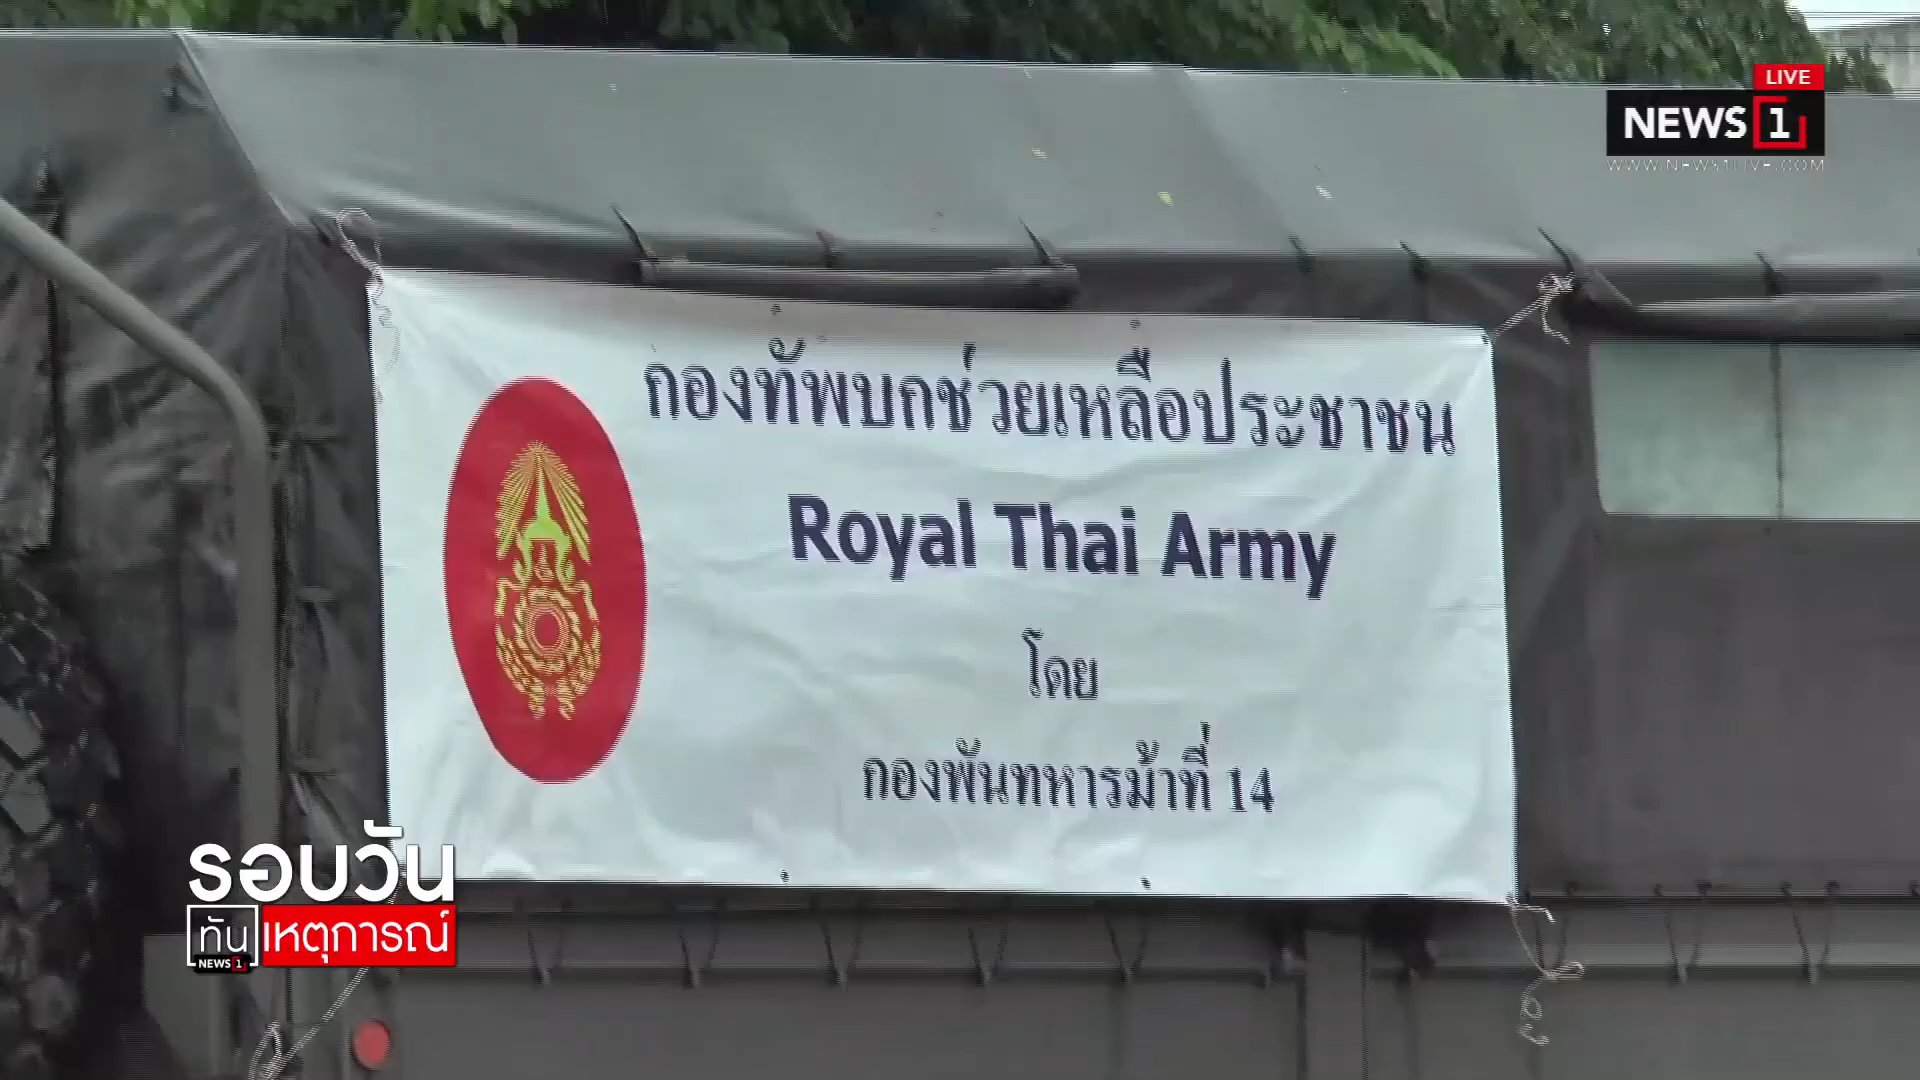 LIVE
NEWS 1
WWW.NEWS1LIVE.COM
กองทัพบกช่วยเหลือประชาชน
Royal Thai Army
โดย
กองพันทหารม้าที่ 14
รอบวัน
ทัน เหตุการณ์
NEWS 1